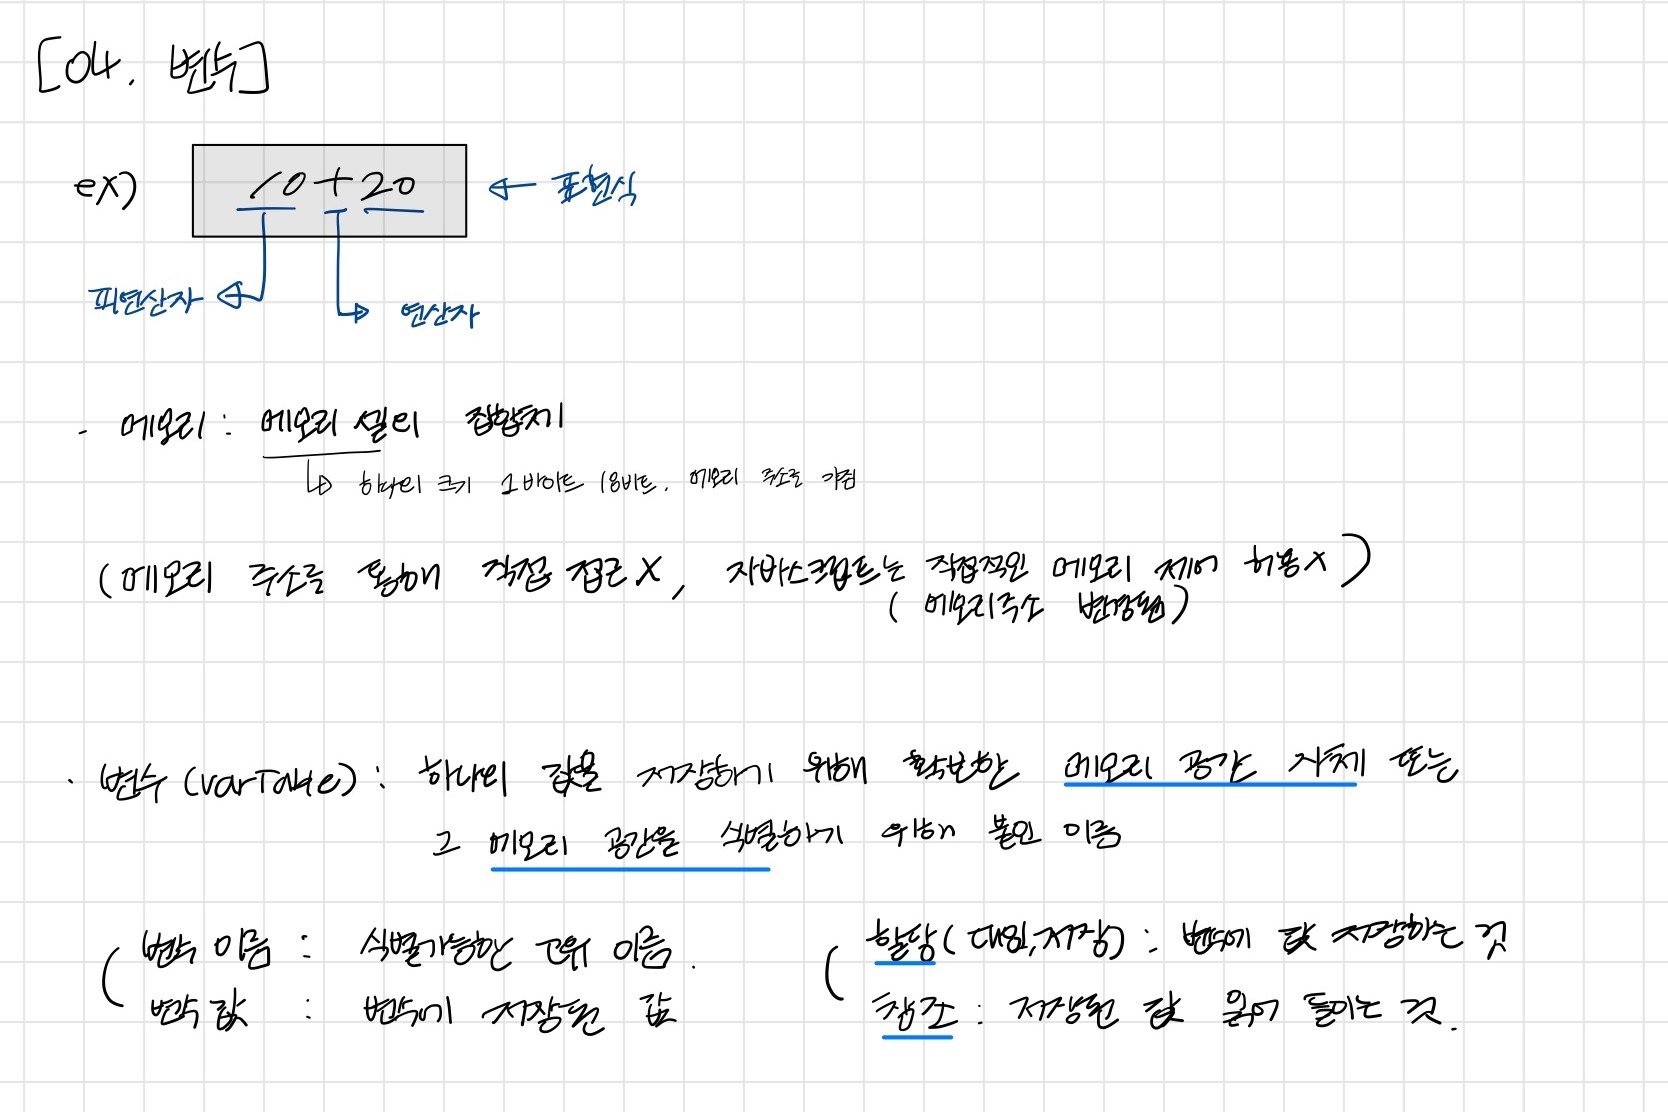 [04. 변수]
ex) 10 + 20 ← 표현식
피연산자 연산자
- 메모리 : 메모리 셀의 집합체
↳ 하나의 크기 1바이트 (8비트. 메모리 주소를 가짐
(메모리 주소를 통해 직접 접근 X, 자바스크립트는 직접적인 메모리 제어 허용 X)
(메모리주소 변경됨)
· 변수 (varTable) : 하나의 값을 저장하기 위해 확보한 메모리 공간 자체 또는
그 메모리 공간을 식별하기 위해 붙인 이름
( 변수 이름 : 식별가능한 고유 이름.
변수 값 : 변수에 저장된 값
( 할당 (대입, 저장) : 변수에 값 저장하는 것
참조 : 저장된 값 읽어 들이는 것.